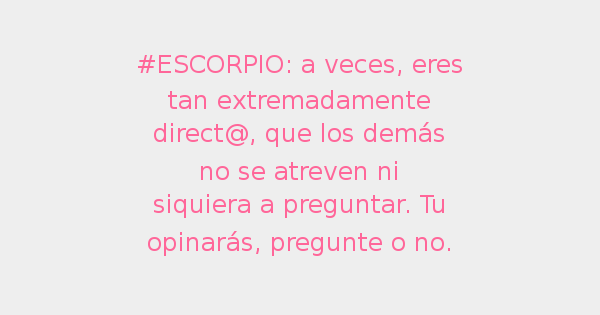 #ESCORPIO: a veces, eres
tan extremadamente
direct@, que los demás
no se atreven ni
siquiera a preguntar. Tu
opinarás, pregunte o no.